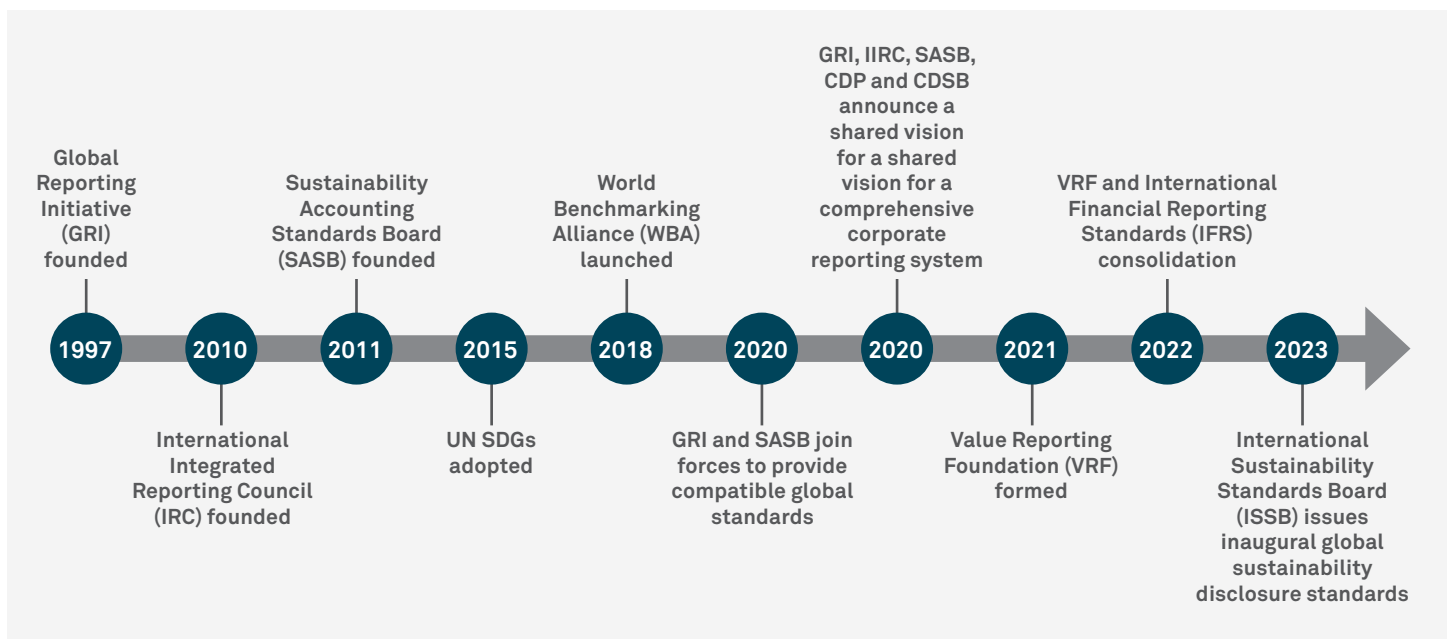 Global
Reporting
Initiative
(GRI)
founded
1997
2010
International
Integrated
Reporting Council
(IRC) founded
Sustainability
Accounting
Standards Board
(SASB) founded
2011
2015
UN SDGs
adopted
World
Benchmarking
Alliance (WBA)
launched
2018
2020
GRI and SASB join
forces to provide
compatible global
standards
GRI, IIRC, SASB,
CDP and CDSB
announce a
shared vision
for a shared
vision for a
comprehensive
corporate
reporting system
2020
2021
Value Reporting
Foundation (VRF)
formed
VRF and International
Financial Reporting
Standards (IFRS)
consolidation
2022
2023
International
Sustainability
Standards Board
(ISSB) issues
inaugural global
sustainability
disclosure standards